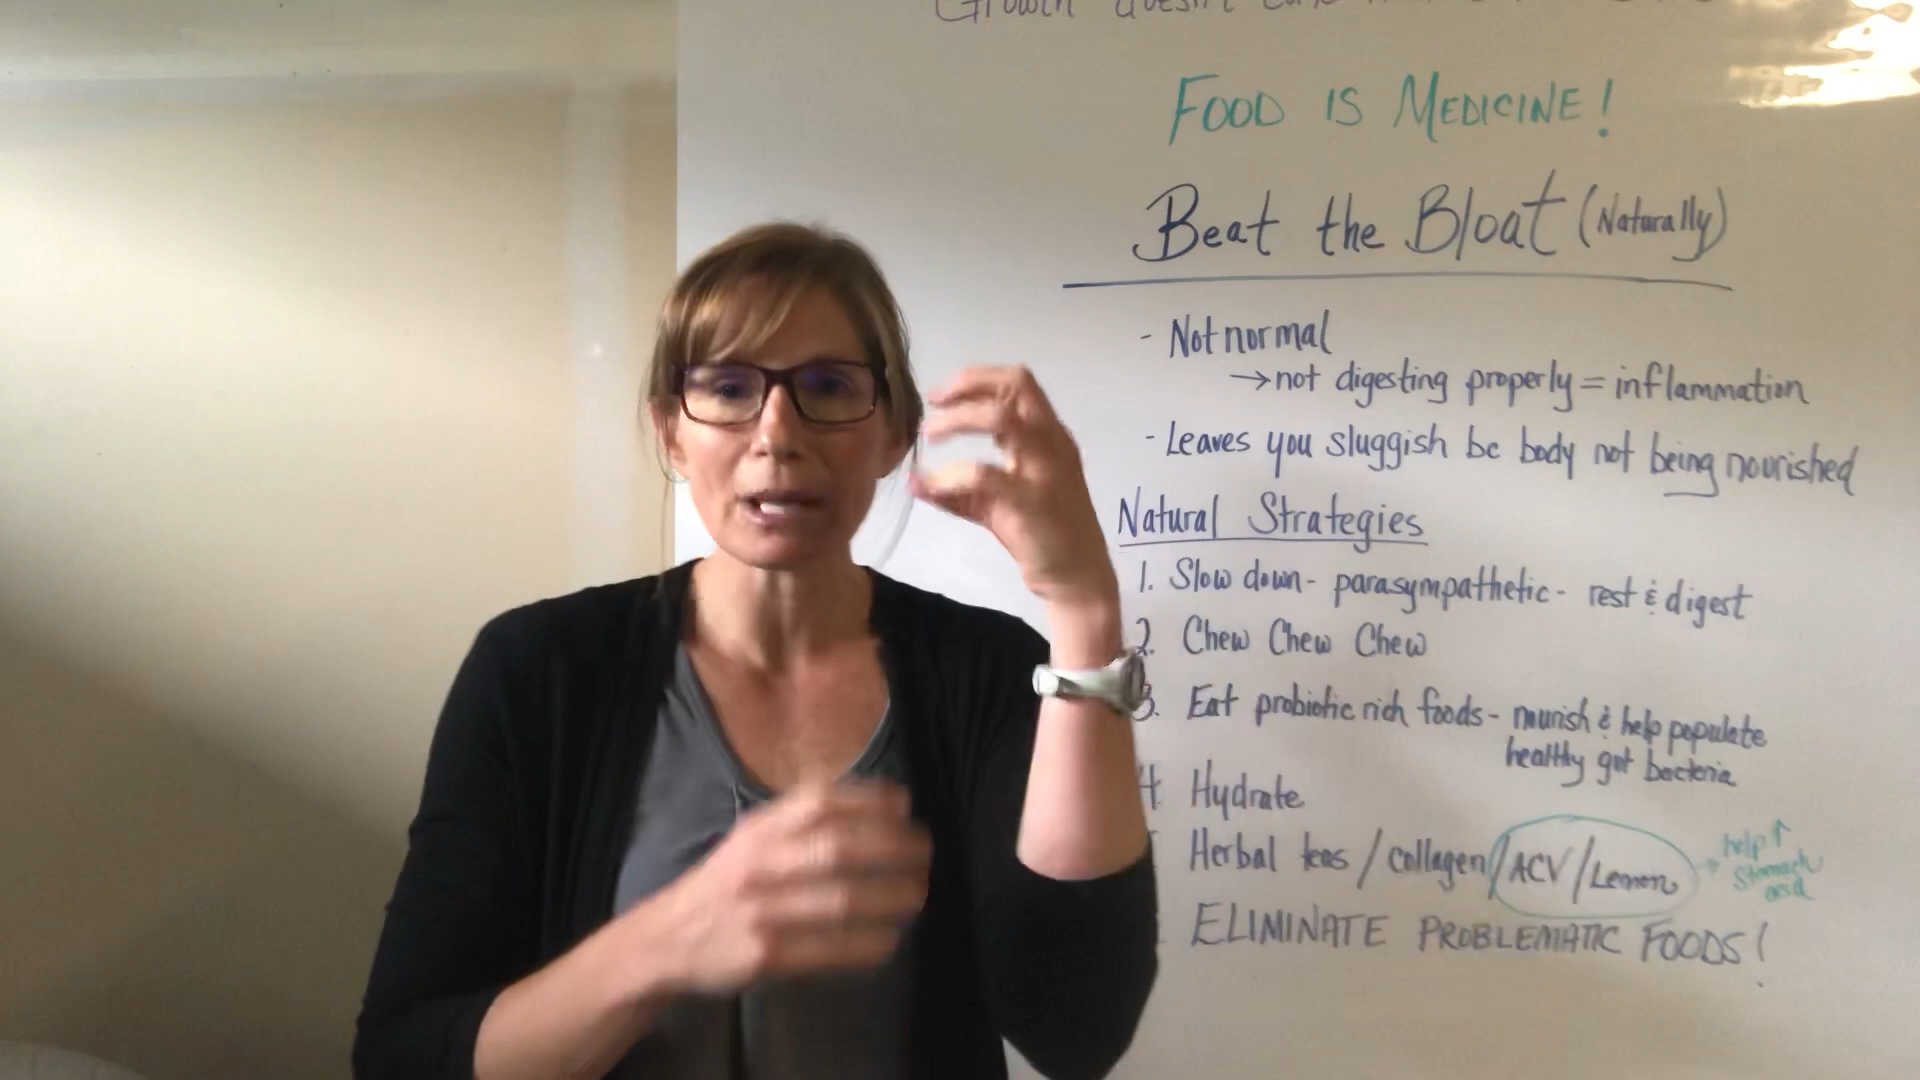 Growth doesn't
FOOD IS MEDICINE!
Beat the Bloat (Naturally)
- Not normal
→ not digesting properly = inflammation
- Leaves you sluggish bc body not being nourished
Natural Strategies
1. Slow down - parasympathetic - rest & digest
2. Chew Chew Chew
3. Eat probiotic rich foods - nourish & help populate
healthy gut bacteria
4 Hydrate
Herbal teas / collagen / ACV / Lemon → help ↑
stomach
acid
ELIMINATE PROBLEMATIC FOODS!